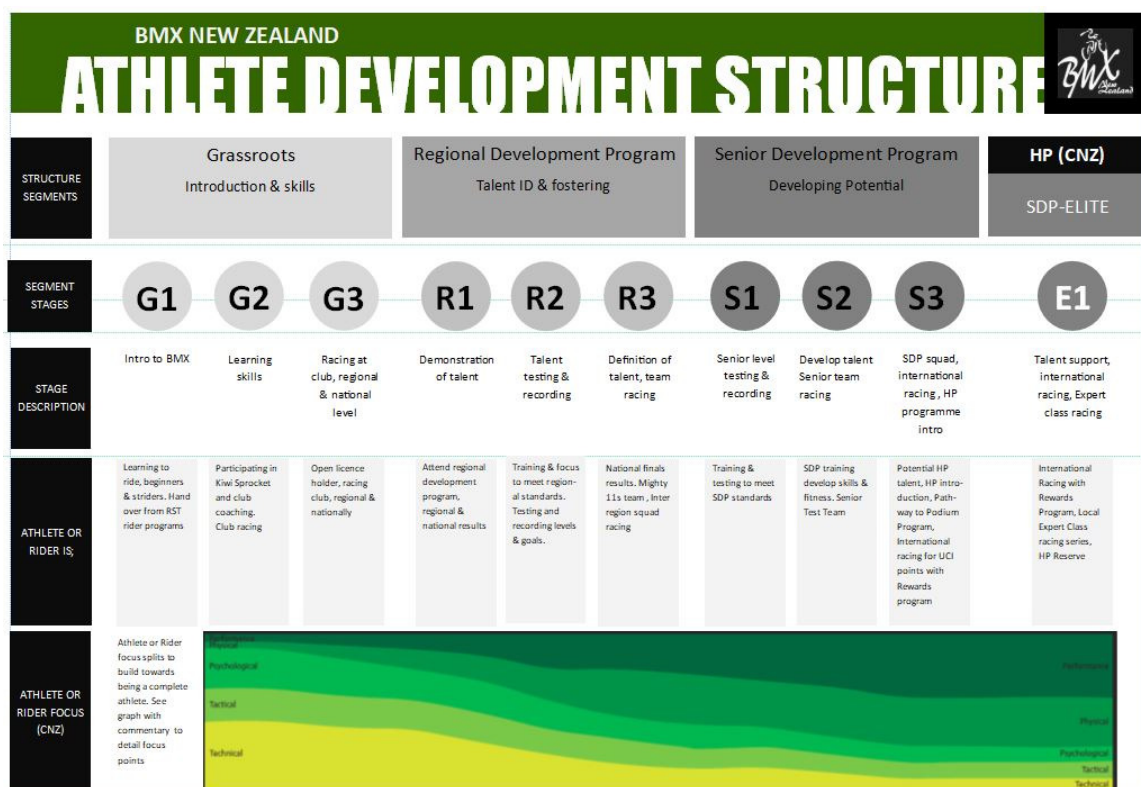 BMX NEW ZEALAND
ATHLETE DEVELOPMENT STRUCTURE
BMX
New
Zealand
STRUCTURE
SEGMENTS
Grassroots
Introduction & skills
Regional Development Program
Talent ID & fostering
Senior Development Program
Developing Potential
HP (CNZ)
SDP-ELITE
SEGMENT
STAGES
G1
G2
G3
R1
R2
R3
S1
S2
S3
E1
STAGE
DESCRIPTION
Intro to BMX
Learning
skills
Racing at
club, regional
& national
level
Demonstration
of talent
Talent
testing &
recording
Definition of
talent, team
racing
Senior level
testing &
recording
Develop talent
Senior team
racing
SDP squad,
international
racing , HP
programme
intro
Talent support,
international
racing, Expert
class racing
ATHLETE OR
RIDER IS;
Learning to
ride, beginners
& striders. Hand
over from RST
rider programs
Participating in
Kiwi Sprocket
and club
coaching.
Club racing
Open licence
holder, racing
club, regional &
nationally
Attend regional
development
program,
regional &
national results
Training & focus
to meet region-
al standards.
Testing and
recording levels
& goals.
National finals
results. Mighty
11s team , Inter
region squad
racing
Training &
testing to meet
SDP standards
SDP training
develop skills &
fitness. Senior
Test Team
Potential HP
talent, HP intro-
duction, Path-
way to Podium
Program,
International
racing for UCI
points with
Rewards
program
International
Racing with
Rewards
Program, Local
Expert Class
racing series,
HP Reserve
ATHLETE OR
RIDER FOCUS
(CNZ)
Athlete or Rider
focus splits to
build towards
being a complete
athlete. See
graph with
commentary to
detail focus
points
Performance
Physical
Psychological
Tactical
Technical
Performance
Physical
Psychological
Tactical
Technical